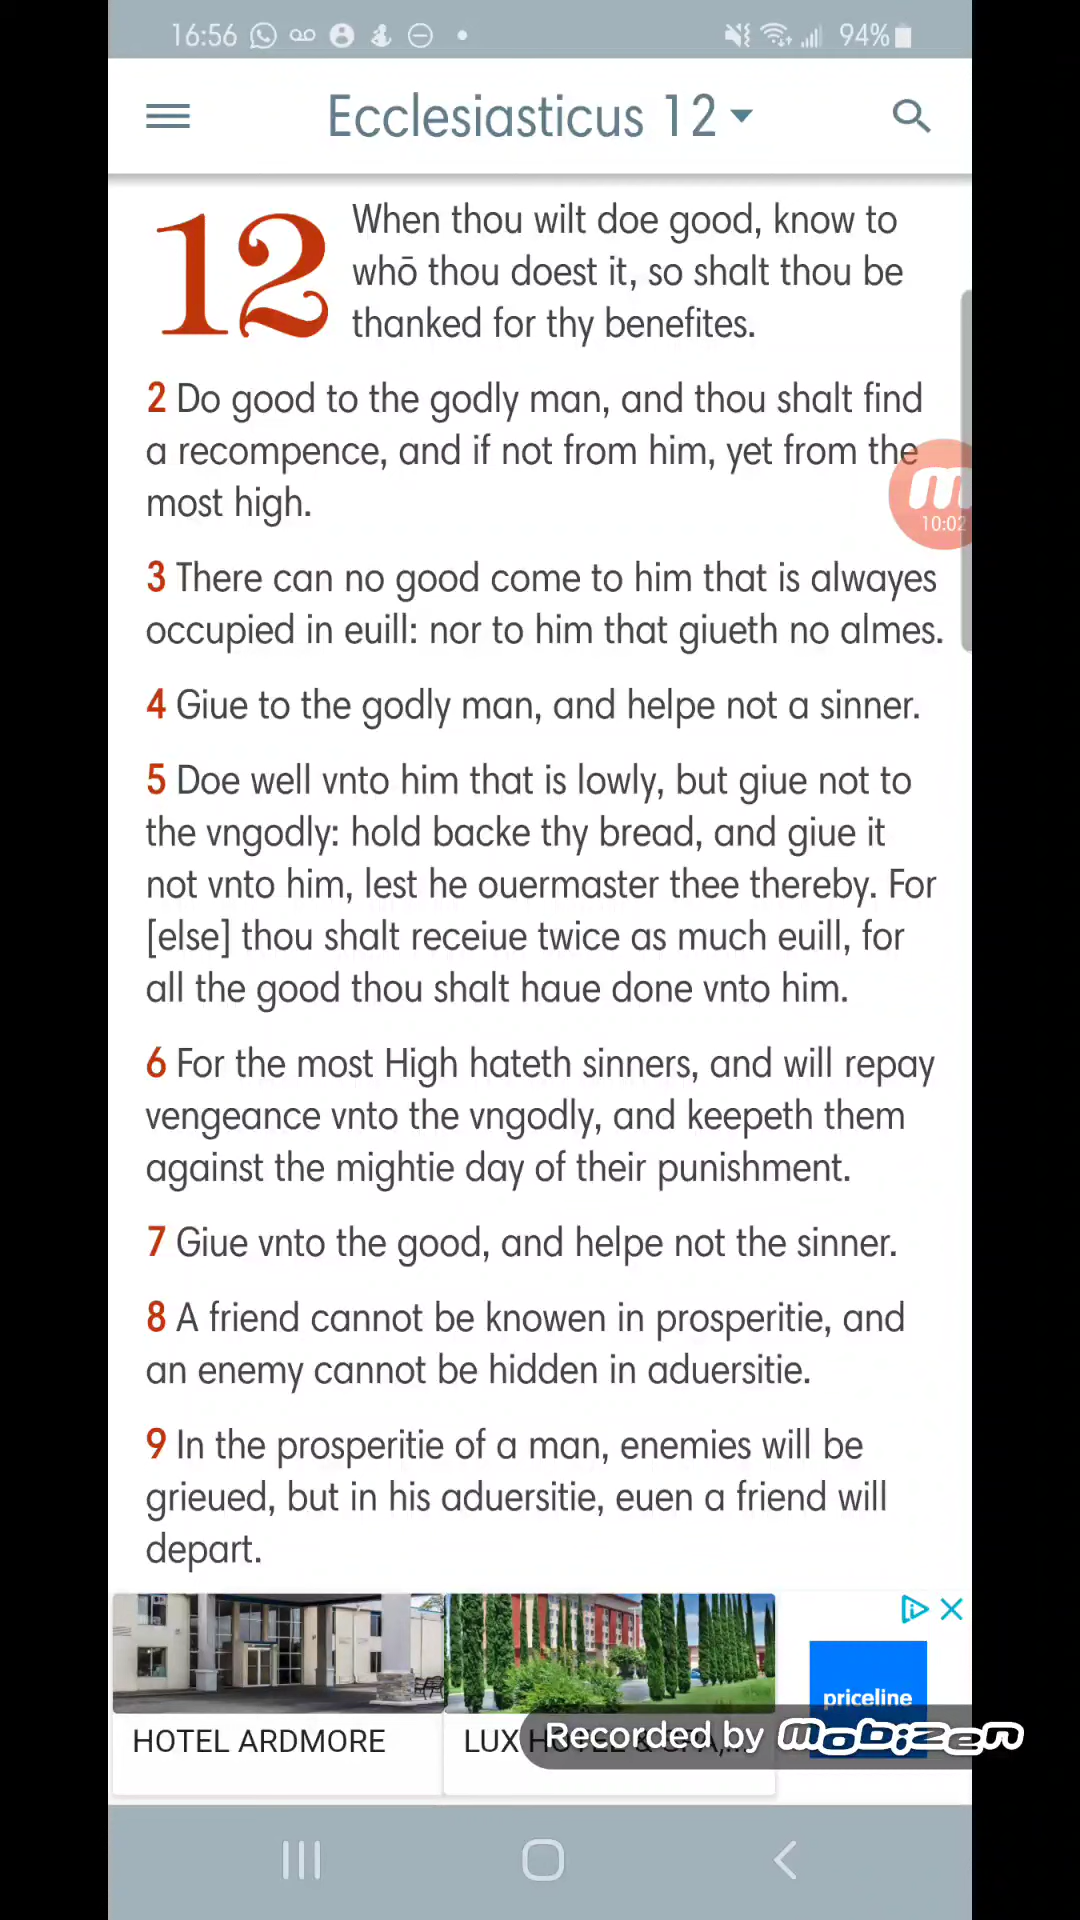 16:56
94%
Ecclesiasticus 12
12 When thou wilt doe good, know to
whō thou doest it, so shalt thou be
thanked for thy benefites.
2 Do good to the godly man, and thou shalt find
a recompence, and if not from him, yet from the
most high.
10:02
3 There can no good come to him that is alwayes
occupied in euill: nor to him that giueth no almes.
4 Giue to the godly man, and helpe not a sinner.
5 Doe well vnto him that is lowly, but giue not to
the vngodly: hold backe thy bread, and giue it
not vnto him, lest he ouermaster thee thereby. For
[else] thou shalt receiue twice as much euill, for
all the good thou shalt haue done vnto him.
6 For the most High hateth sinners, and will repay
vengeance vnto the vngodly, and keepeth them
against the mightie day of their punishment.
7 Giue vnto the good, and helpe not the sinner.
8 A friend cannot be knowen in prosperitie, and
an enemy cannot be hidden in aduersitie.
9 In the prosperitie of a man, enemies will be
grieued, but in his aduersitie, euen a friend will
depart.
priceline
HOTEL ARDMORE
LUX HOTEL & SPA,...
Recorded by Mobizen